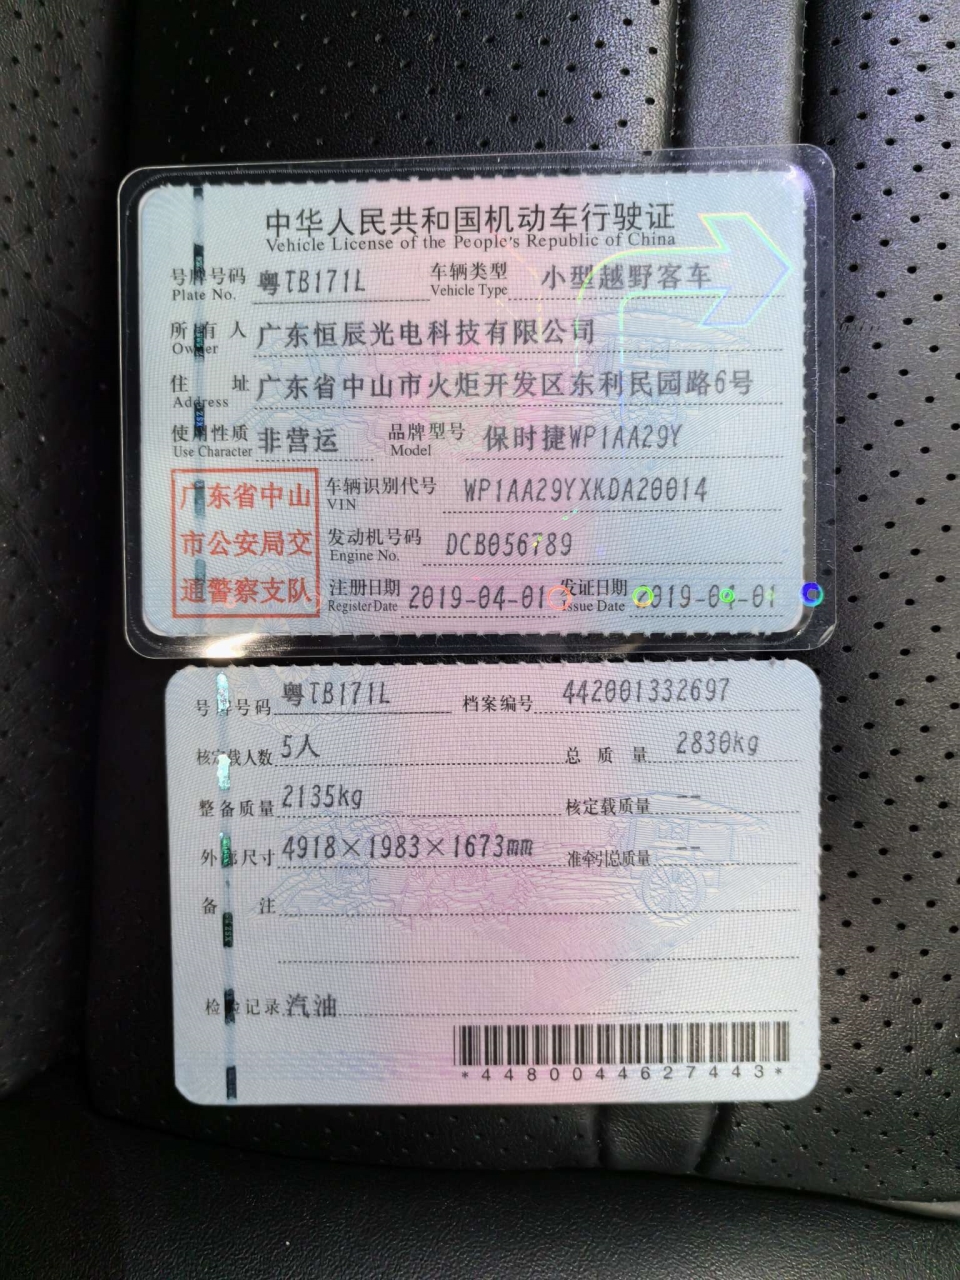 中华人民共和国机动车行驶证
Vehicle License of the People's Republic of China
号牌号码 粤TB171L 车辆类型 小型越野客车
Plate No. Vehicle Type
所有人 广东恒辰光电科技有限公司
Owner
住址 广东省中山市火炬开发区东利民园路6号
Address
使用性质 非营运 品牌型号 保时捷WP1AA29Y
Use Character Model
广东省中山
市公安局交
通警察支队
车辆识别代号 WP1AA29YXKDA20014
VIN
发动机号码 DCB056789
Engine No.
注册日期 2019-04-01 发证日期 2019-04-01
Register Date Issue Date
号牌号码 粤TB171L 档案编号 442001332697
核定载人数 5人 总质量 2830kg
整备质量 2135kg 核定载质量 --
外部尺寸 4918×1983×1673mm 准牵引总质量 --
备注
检验记录 汽油
*4480044627443*